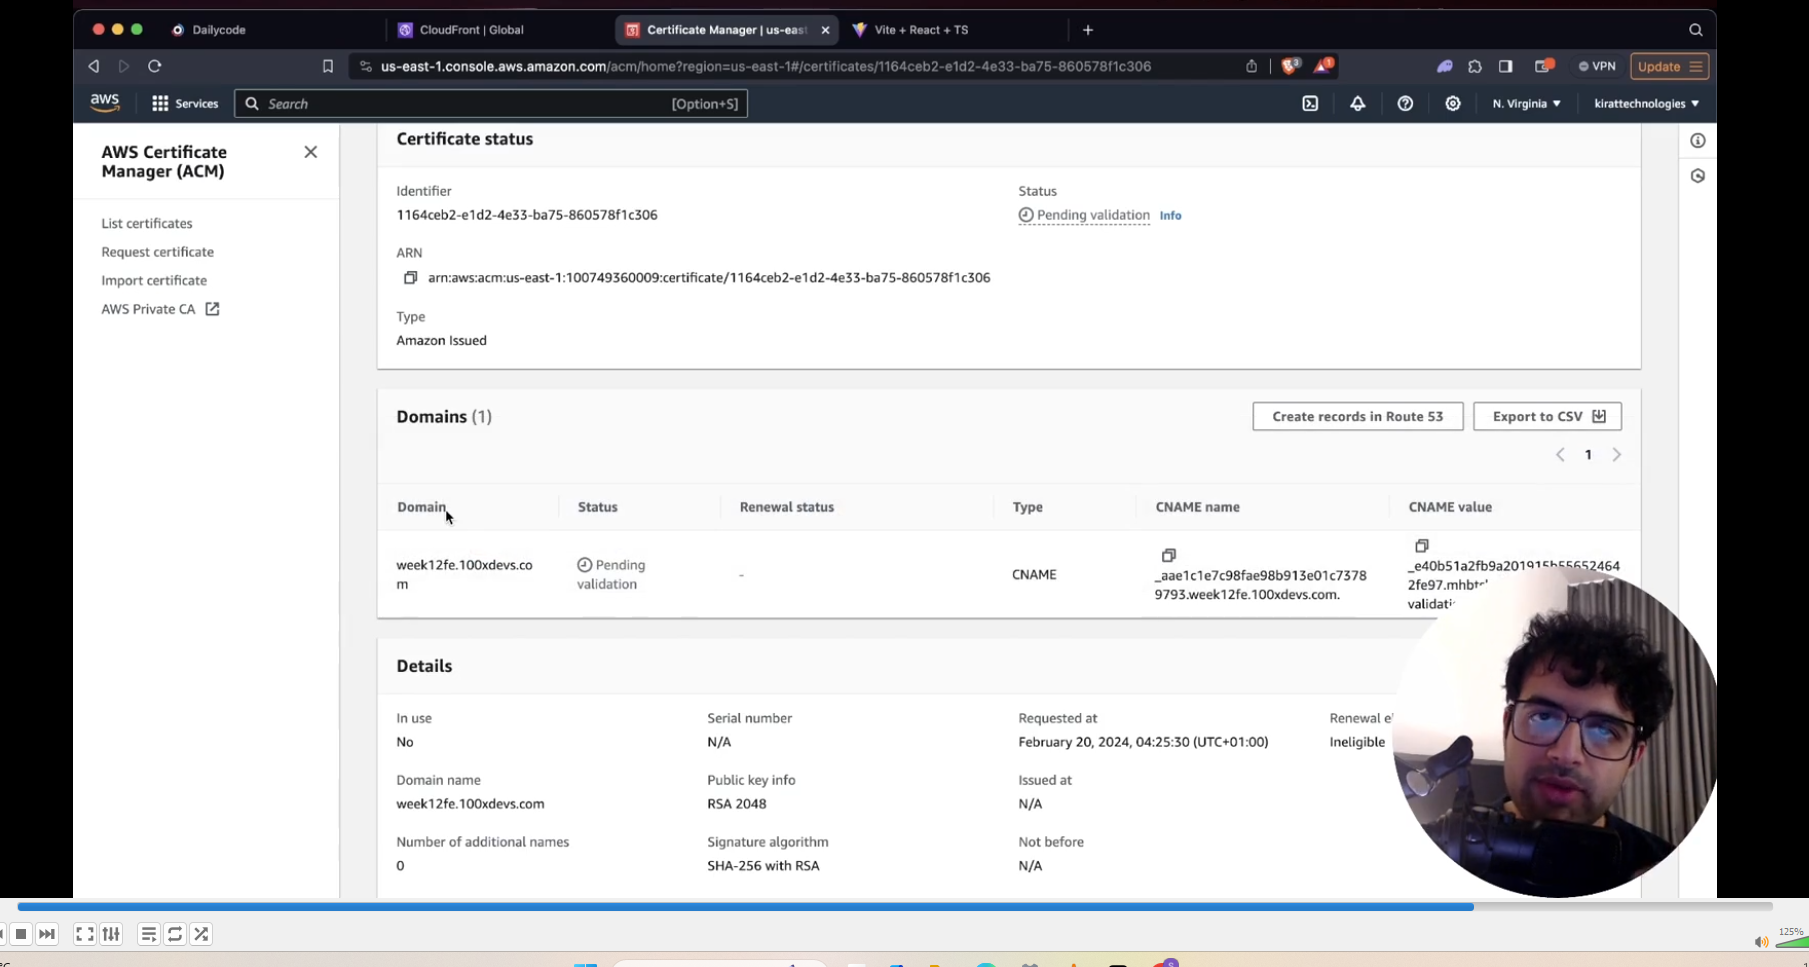 Dailycode
CloudFront | Global
Certificate Manager | us-eas
Vite + React + TS
us-east-1.console.aws.amazon.com/acm/home?region=us-east-1#/certificates/1164ceb2-e1d2-4e33-ba75-860578f1c306
VPN
Update
aws
Services
Search
[Option+S]
N. Virginia
kirattechnologies
AWS Certificate
Manager (ACM)
List certificates
Request certificate
Import certificate
AWS Private CA
Certificate status
Identifier
1164ceb2-e1d2-4e33-ba75-860578f1c306
Status
Pending validation Info
ARN
arn:aws:acm:us-east-1:100749360009:certificate/1164ceb2-e1d2-4e33-ba75-860578f1c306
Type
Amazon Issued
Domains (1)
Create records in Route 53
Export to CSV
1
Domain
Status
Renewal status
Type
CNAME name
CNAME value
week12fe.100xdevs.co
m
Pending
validation
-
CNAME
_aae1c1e7c98fae98b913e01c7378
9793.week12fe.100xdevs.com.
_e40b51a2fb9a201915b55652464
2fe97.mhbts
validati
Details
In use
No
Serial number
N/A
Requested at
February 20, 2024, 04:25:30 (UTC+01:00)
Renewal e
Ineligible
Domain name
week12fe.100xdevs.com
Public key info
RSA 2048
Issued at
N/A
Number of additional names
0
Signature algorithm
SHA-256 with RSA
Not before
N/A
125%